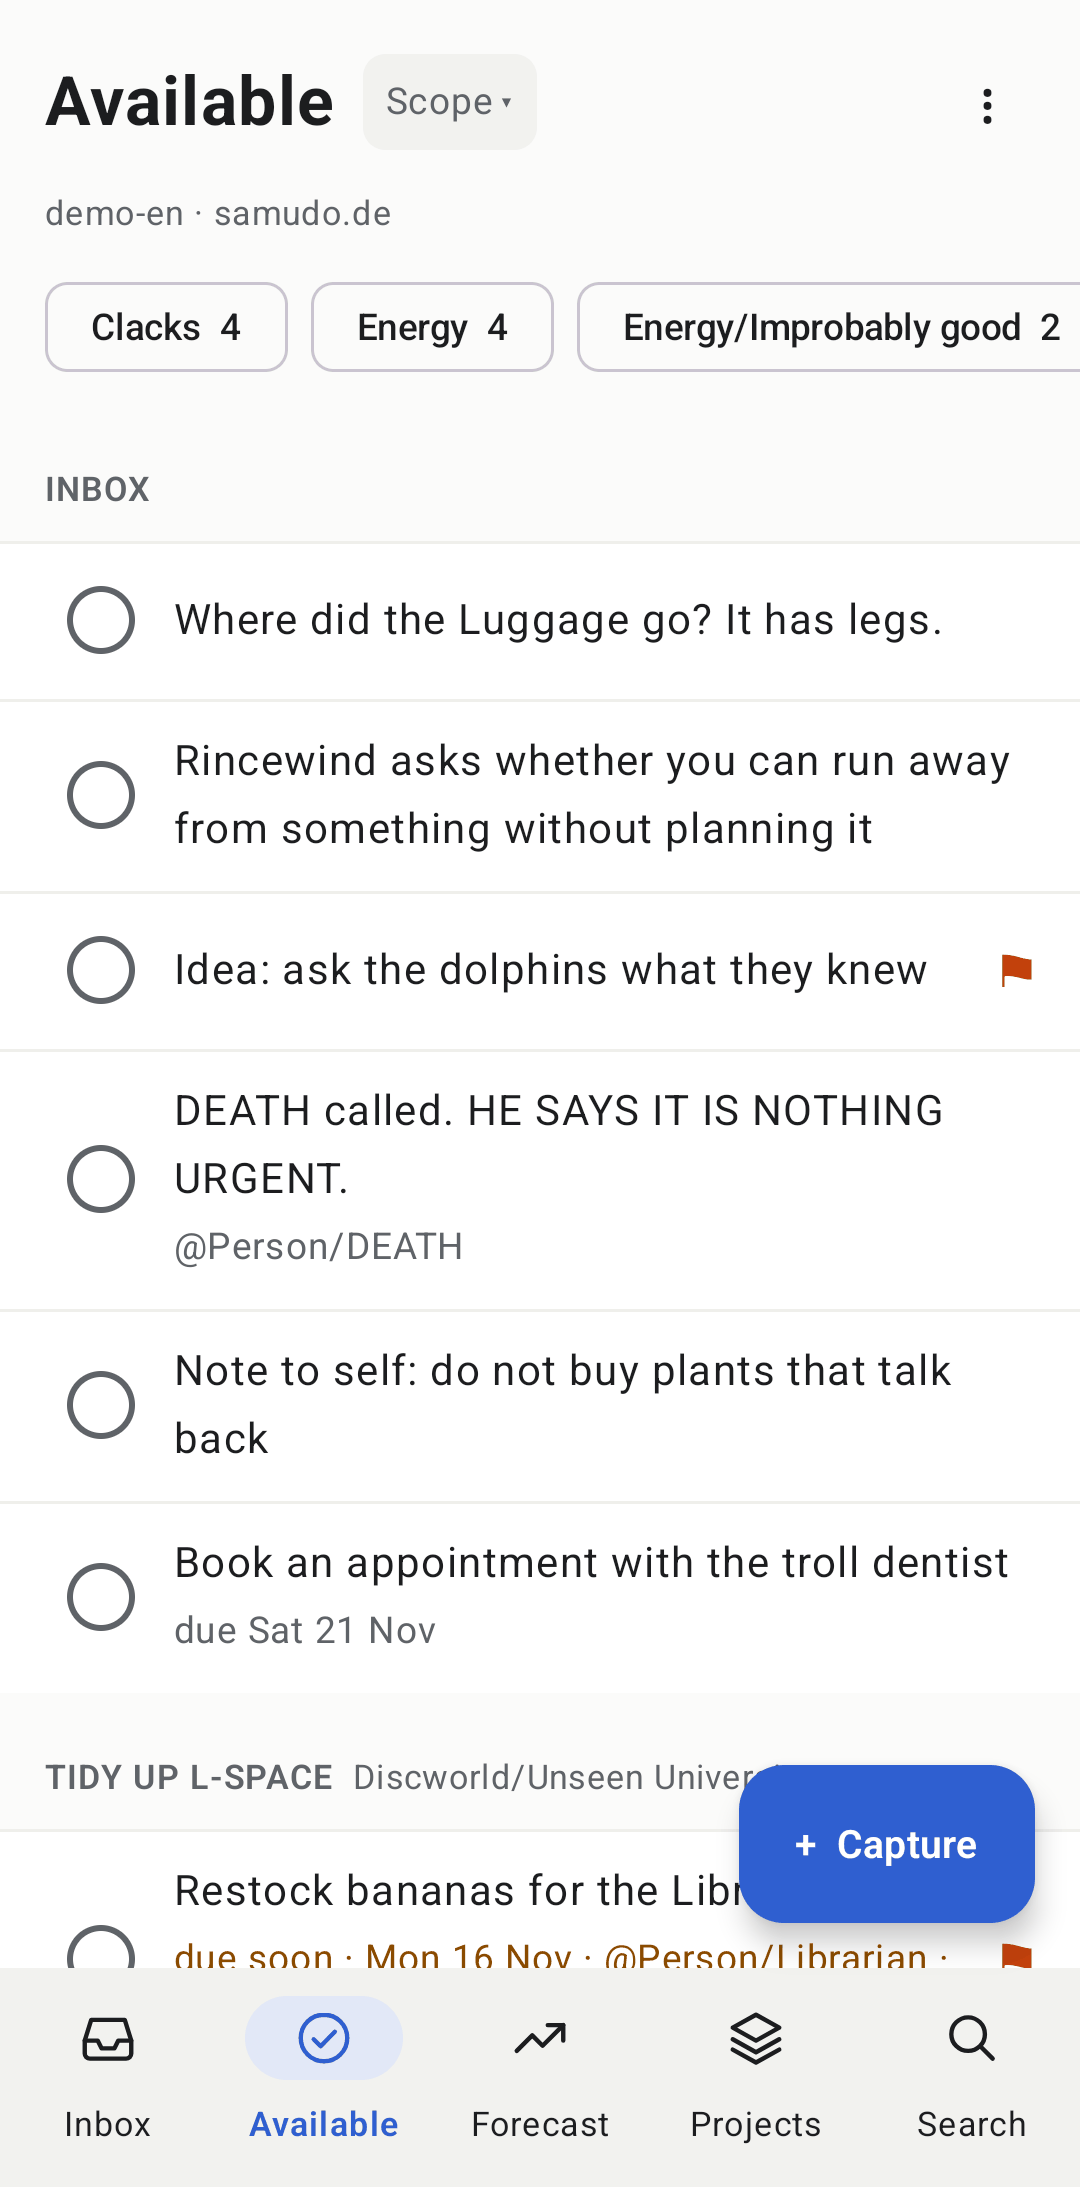 Available
Scope ▾
demo-en · samudo.de
Clacks 4
Energy 4
Energy/Improbably good 2
INBOX
Where did the Luggage go? It has legs.
Rincewind asks whether you can run away
from something without planning it
Idea: ask the dolphins what they knew
DEATH called. HE SAYS IT IS NOTHING
URGENT.
@Person/DEATH
Note to self: do not buy plants that talk
back
Book an appointment with the troll dentist
due Sat 21 Nov
TIDY UP L-SPACE Discworld/Unseen
+ Capture
Restock bananas for the
due soon · Mon 16 Nov · @Person/Librarian ·
Inbox
Available
Forecast
Projects
Search